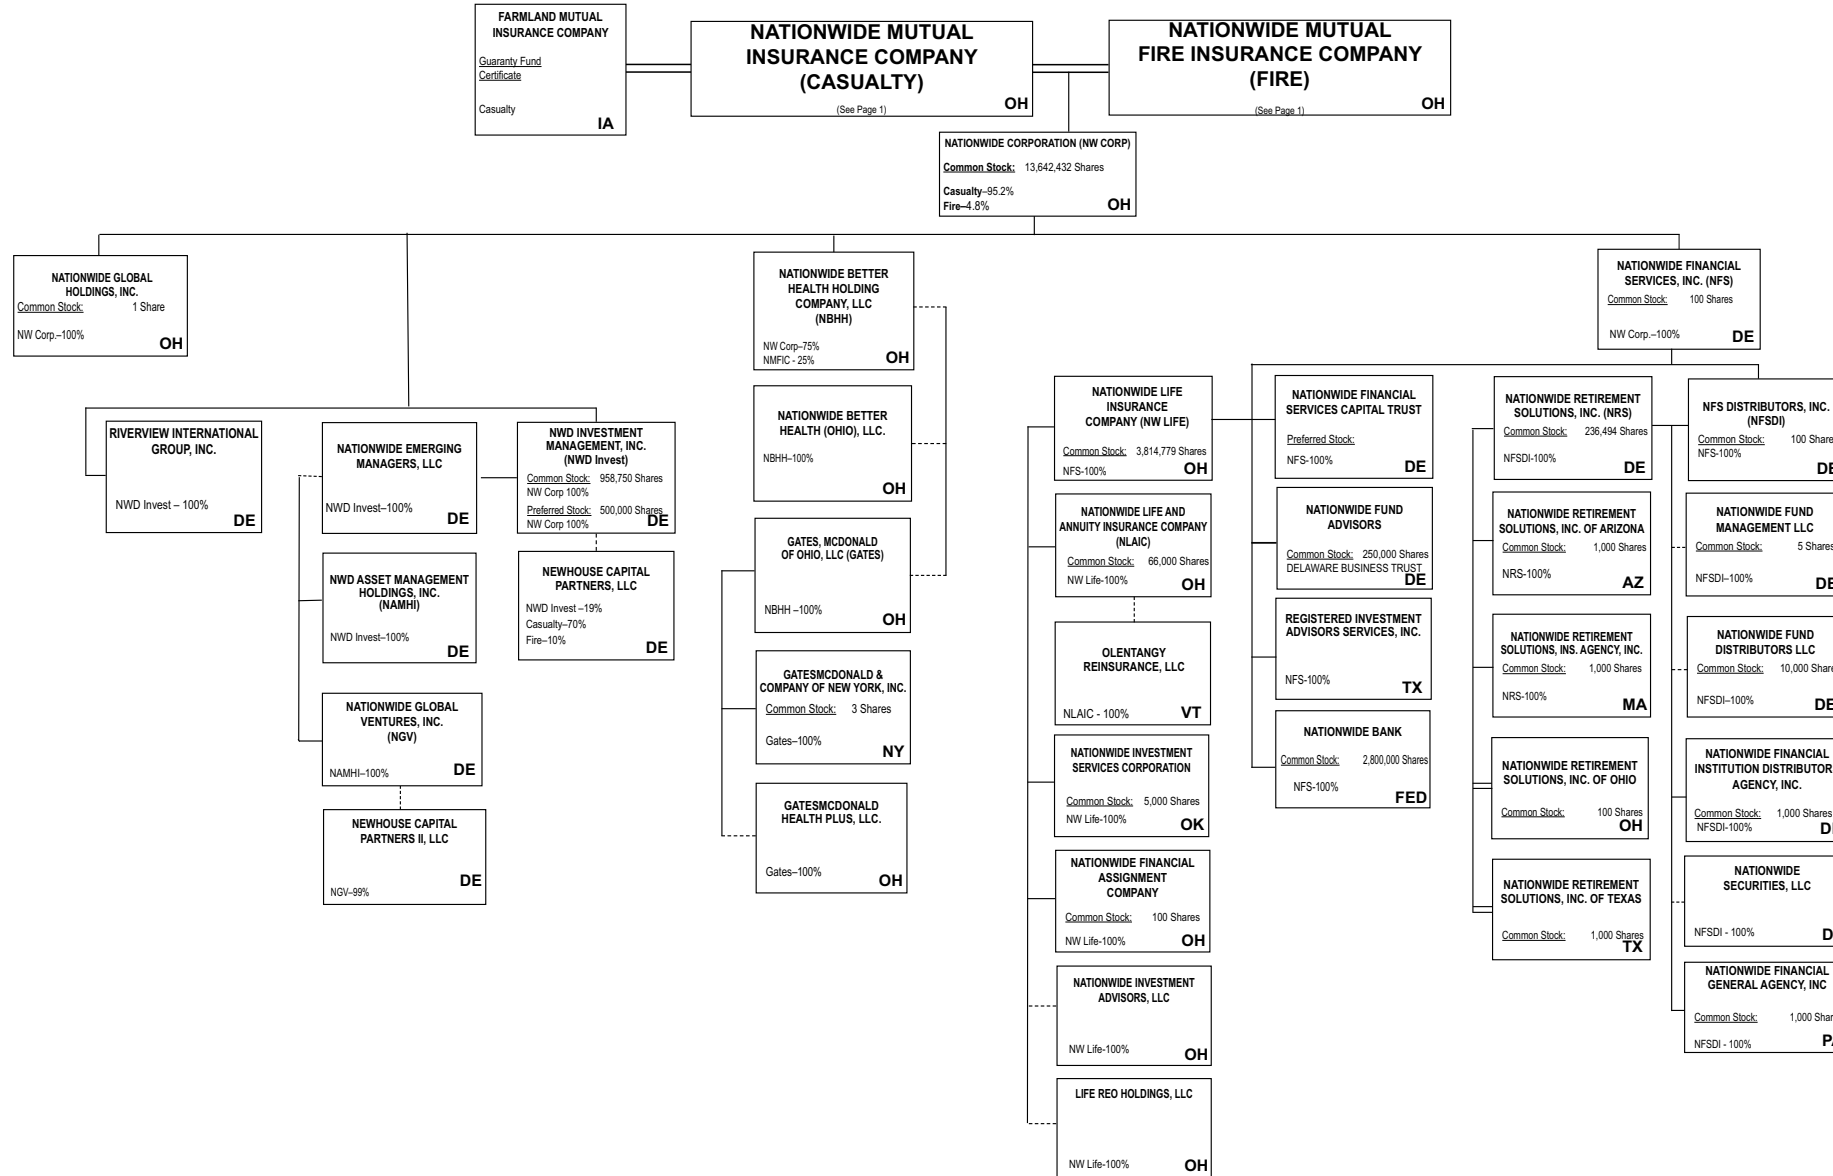 FARMLAND MUTUAL
INSURANCE COMPANY
Guaranty Fund
Certificate
Casualty
IA
NATIONWIDE MUTUAL
INSURANCE COMPANY
(CASUALTY)
(See Page 1)
OH
NATIONWIDE MUTUAL
FIRE INSURANCE COMPANY
(FIRE)
(See Page 1)
OH
NATIONWIDE CORPORATION (NW CORP)
Common Stock: 13,642,432 Shares
Casualty–95.2%
Fire–4.8%
OH
NATIONWIDE GLOBAL
HOLDINGS, INC.
Common Stock: 1 Share
NW Corp.–100%
OH
NATIONWIDE BETTER
HEALTH HOLDING
COMPANY, LLC
(NBHH)
NW Corp–75%
NMFIC - 25%
OH
NATIONWIDE FINANCIAL
SERVICES, INC. (NFS)
Common Stock: 100 Shares
NW Corp.–100%
DE
RIVERVIEW INTERNATIONAL
GROUP, INC.
NWD Invest – 100%
DE
NATIONWIDE EMERGING
MANAGERS, LLC
NWD Invest–100%
DE
NWD INVESTMENT
MANAGEMENT, INC.
(NWD Invest)
Common Stock: 958,750 Shares
NW Corp 100%
Preferred Stock: 500,000 Shares
NW Corp 100%
DE
NWD ASSET MANAGEMENT
HOLDINGS, INC.
(NAMHI)
NWD Invest–100%
DE
NEWHOUSE CAPITAL
PARTNERS, LLC
NWD Invest –19%
Casualty–70%
Fire–10%
DE
NATIONWIDE GLOBAL
VENTURES, INC.
(NGV)
NAMHI–100%
DE
NEWHOUSE CAPITAL
PARTNERS II, LLC
NGV–99%
DE
NATIONWIDE BETTER
HEALTH (OHIO), LLC.
NBHH–100%
OH
GATES, MCDONALD
OF OHIO, LLC (GATES)
NBHH –100%
OH
GATESMCDONALD &
COMPANY OF NEW YORK, INC.
Common Stock: 3 Shares
Gates–100%
NY
GATESMCDONALD
HEALTH PLUS, LLC.
Gates–100%
OH
NATIONWIDE LIFE
INSURANCE
COMPANY (NW LIFE)
Common Stock: 3,814,779 Shares
NFS-100%
OH
NATIONWIDE LIFE AND
ANNUITY INSURANCE COMPANY
(NLAIC)
Common Stock: 66,000 Shares
NW Life-100%
OH
OLENTANGY
REINSURANCE, LLC
NLAIC - 100%
VT
NATIONWIDE INVESTMENT
SERVICES CORPORATION
Common Stock: 5,000 Shares
NW Life-100%
OK
NATIONWIDE FINANCIAL
ASSIGNMENT
COMPANY
Common Stock: 100 Shares
NW Life-100%
OH
NATIONWIDE INVESTMENT
ADVISORS, LLC
NW Life-100%
OH
LIFE REO HOLDINGS, LLC
NW Life-100%
OH
NATIONWIDE FINANCIAL
SERVICES CAPITAL TRUST
Preferred Stock:
NFS-100%
DE
NATIONWIDE FUND
ADVISORS
Common Stock: 250,000 Shares
DELAWARE BUSINESS TRUST
DE
REGISTERED INVESTMENT
ADVISORS SERVICES, INC.
NFS-100%
TX
NATIONWIDE BANK
Common Stock: 2,800,000 Shares
NFS-100%
FED
NATIONWIDE RETIREMENT
SOLUTIONS, INC. (NRS)
Common Stock: 236,494 Shares
NFSDI-100%
DE
NATIONWIDE RETIREMENT
SOLUTIONS, INC. OF ARIZONA
Common Stock: 1,000 Shares
NRS-100%
AZ
NATIONWIDE RETIREMENT
SOLUTIONS, INS. AGENCY, INC.
Common Stock: 1,000 Shares
NRS-100%
MA
NATIONWIDE RETIREMENT
SOLUTIONS, INC. OF OHIO
Common Stock: 100 Shares
OH
NATIONWIDE RETIREMENT
SOLUTIONS, INC. OF TEXAS
Common Stock: 1,000 Shares
TX
NFS DISTRIBUTORS, INC.
(NFSDI)
Common Stock: 100 Share
NFS-100%
DE
NATIONWIDE FUND
MANAGEMENT LLC
Common Stock: 5 Shares
NFSDI–100%
DE
NATIONWIDE FUND
DISTRIBUTORS LLC
Common Stock: 10,000 Share
NFSDI–100%
DE
NATIONWIDE FINANCIAL
INSTITUTION DISTRIBUTOR
AGENCY, INC.
Common Stock: 1,000 Shares
NFSDI-100%
D
NATIONWIDE
SECURITIES, LLC
NFSDI - 100%
D
NATIONWIDE FINANCIAL
GENERAL AGENCY, INC
Common Stock: 1,000 Shar
NFSDI - 100%
PA